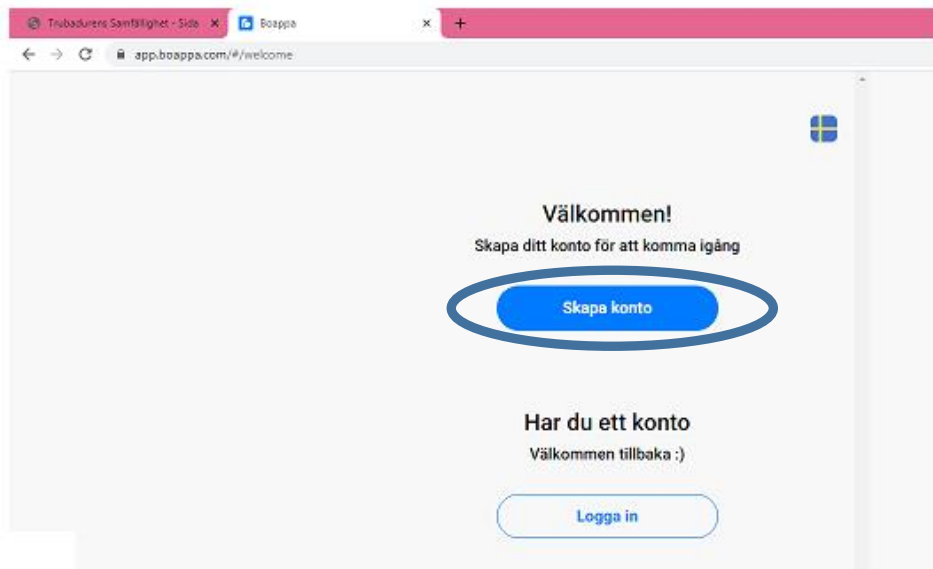 Trubadurens Samfällighet - Sida
Boappa
app.boappa.com/#/welcome
Välkommen!
Skapa ditt konto för att komma igång
Skapa konto
Har du ett konto
Välkommen tillbaka :)
Logga in